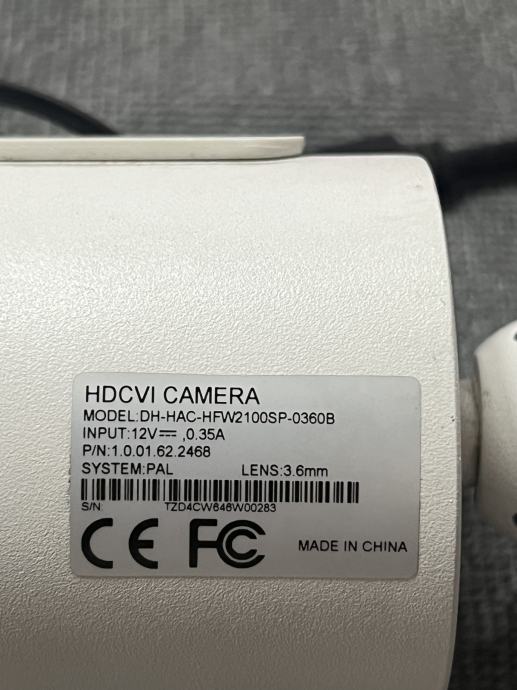 HDCVI CAMERA
MODEL:DH-HAC-HFW2100SP-0360B
INPUT:12V⎓ ,0.35A
P/N:1.0.01.62.2468
SYSTEM:PAL LENS:3.6mm
S/N: TZD4CW646W00283
CE FC MADE IN CHINA